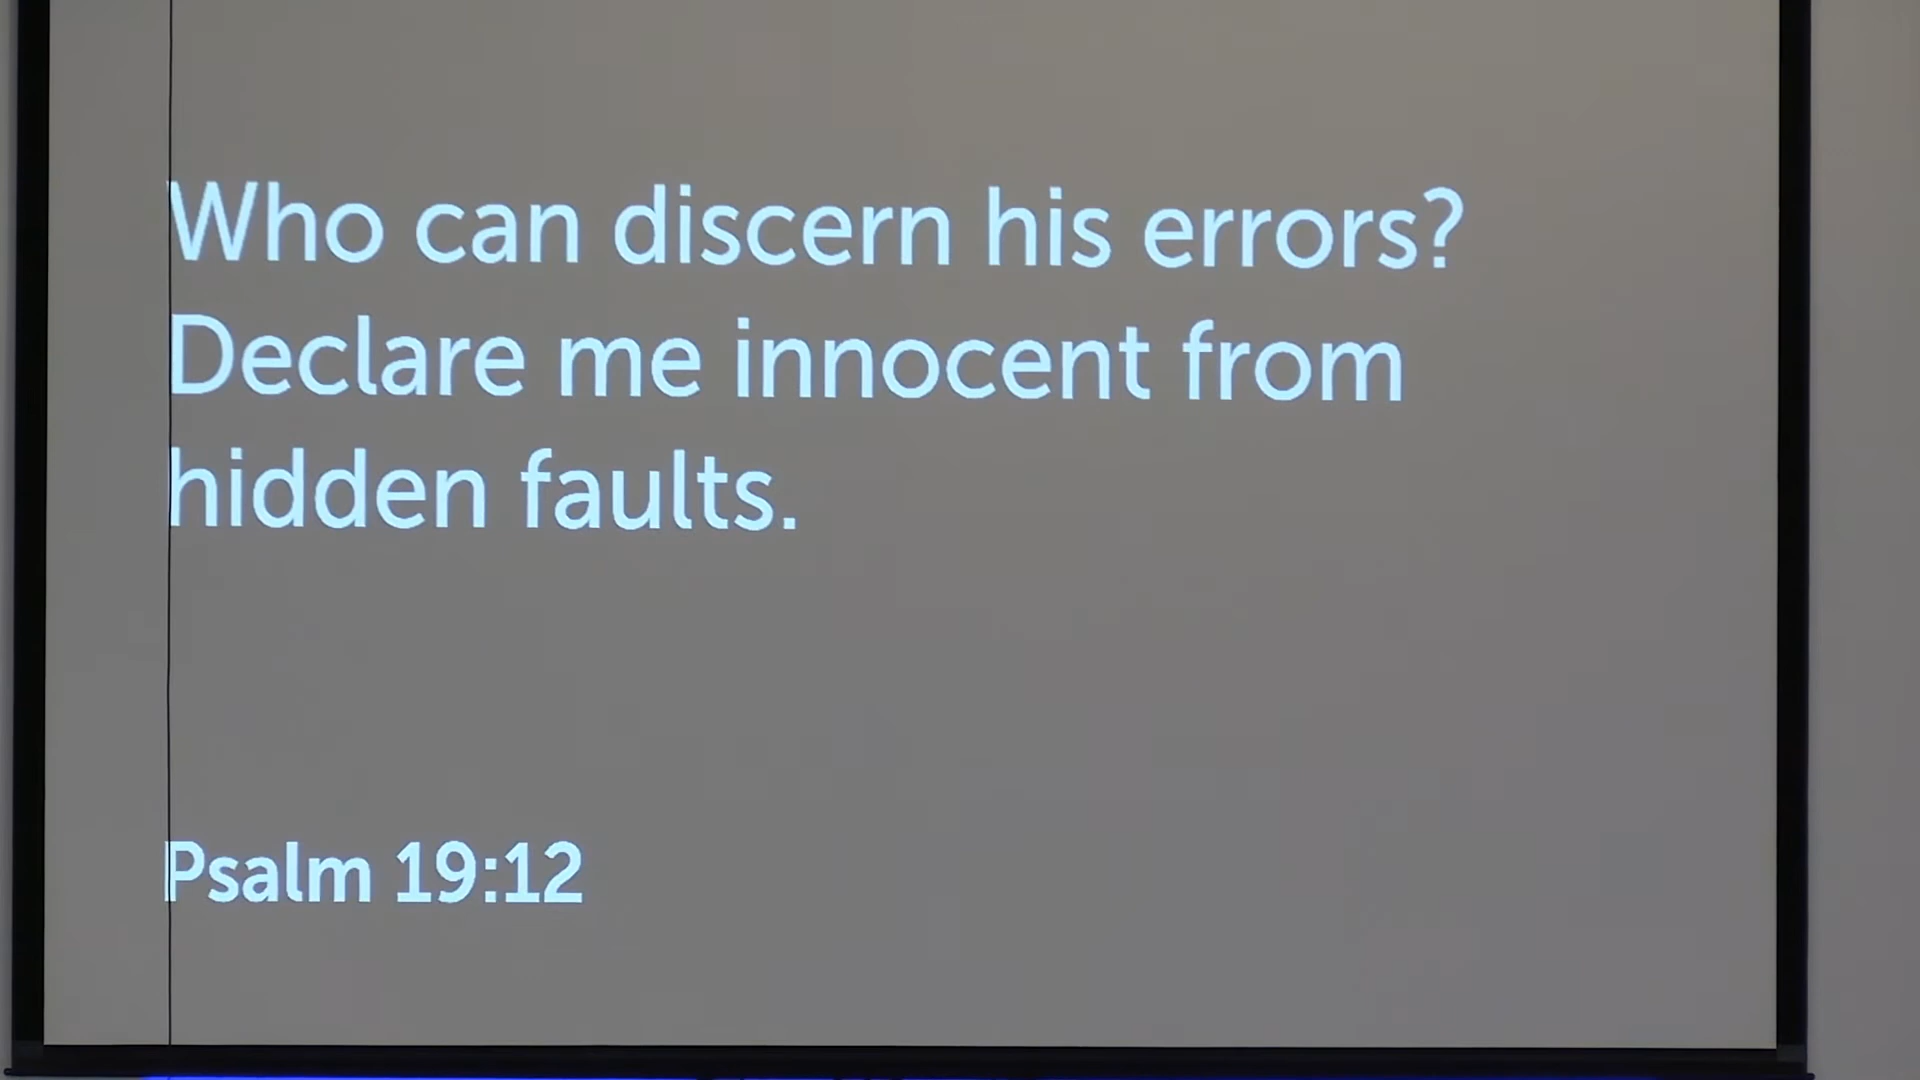 Who can discern his errors?
Declare me innocent from
hidden faults.
Psalm 19:12